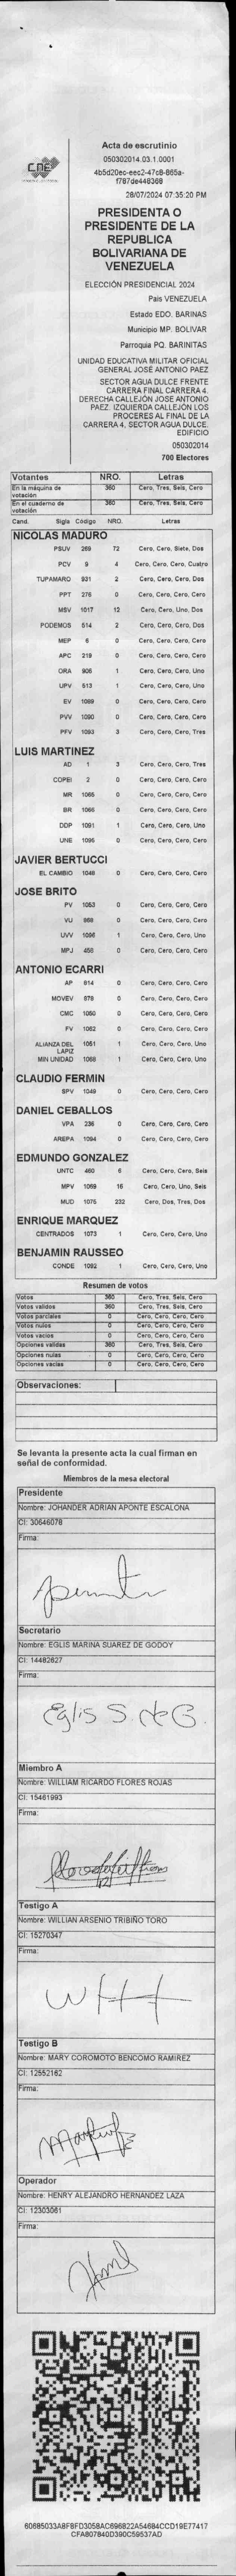 CNE
Acta de escrutinio
050302014.03.1.0001
4b5d20ec-eec2-47c8-865a-
f787de448369
28/07/2024 07:35:20 PM
PRESIDENTA O
PRESIDENTE DE LA
REPUBLICA
BOLIVARIANA DE
VENEZUELA
ELECCIÓN PRESIDENCIAL 2024
Pais VENEZUELA
Estado EDO. BARINAS
Municipio MP. BOLIVAR
Parroquia PQ. BARINITAS
UNIDAD EDUCATIVA MILITAR OFICIAL
GENERAL JOSÉ ANTONIO PAEZ
SECTOR AGUA DULCE FRENTE
CARRERA FINAL CARRERA 4.
DERECHA CALLEJÓN JOSE ANTONIO
PAEZ. IZQUIERDA CALLEJÓN LOS
PROCERES AL FINAL DE LA
CARRERA 4, SECTOR AGUA DULCE.
EDIFICIO
050302014
700 Electores
Votantes NRO. Letras
En la máquina de votación 360 Cero, Tres, Seis, Cero
En el cuaderno de votación 360 Cero, Tres, Seis, Cero
Cand. Sigla Código NRO. Letras
NICOLAS MADURO
PSUV 269 72 Cero, Cero, Siete, Dos
PCV 9 4 Cero, Cero, Cero, Cuatro
TUPAMARO 931 2 Cero, Cero, Cero, Dos
PPT 276 0 Cero, Cero, Cero, Cero
MSV 1017 12 Cero, Cero, Uno, Dos
PODEMOS 514 2 Cero, Cero, Cero, Dos
MEP 6 0 Cero, Cero, Cero, Cero
APC 219 0 Cero, Cero, Cero, Cero
ORA 906 1 Cero, Cero, Cero, Uno
UPV 513 1 Cero, Cero, Cero, Uno
EV 1089 0 Cero, Cero, Cero, Cero
PVV 1090 0 Cero, Cero, Cero, Cero
PFV 1093 3 Cero, Cero, Cero, Tres
LUIS MARTINEZ
AD 1 3 Cero, Cero, Cero, Tres
COPEI 2 0 Cero, Cero, Cero, Cero
MR 1065 0 Cero, Cero, Cero, Cero
BR 1066 0 Cero, Cero, Cero, Cero
DDP 1091 1 Cero, Cero, Cero, Uno
UNE 1095 0 Cero, Cero, Cero, Cero
JAVIER BERTUCCI
EL CAMBIO 1048 0 Cero, Cero, Cero, Cero
JOSE BRITO
PV 1053 0 Cero, Cero, Cero, Cero
VU 868 0 Cero, Cero, Cero, Cero
UVV 1096 1 Cero, Cero, Cero, Uno
MPJ 455 0 Cero, Cero, Cero, Cero
ANTONIO ECARRI
AP 814 0 Cero, Cero, Cero, Cero
MOVEV 878 0 Cero, Cero, Cero, Cero
CMC 1050 0 Cero, Cero, Cero, Cero
FV 1062 0 Cero, Cero, Cero, Cero
ALIANZA DEL LAPIZ 1051 1 Cero, Cero, Cero, Uno
MIN UNIDAD 1068 1 Cero, Cero, Cero, Uno
CLAUDIO FERMIN
SPV 1049 0 Cero, Cero, Cero, Cero
DANIEL CEBALLOS
VPA 236 0 Cero, Cero, Cero, Cero
AREPA 1094 0 Cero, Cero, Cero, Cero
EDMUNDO GONZALEZ
UNTC 460 6 Cero, Cero, Cero, Seis
MPV 1069 16 Cero, Cero, Uno, Seis
MUD 1075 232 Cero, Dos, Tres, Dos
ENRIQUE MARQUEZ
CENTRADOS 1073 1 Cero, Cero, Cero, Uno
BENJAMIN RAUSSEO
CONDE 1092 1 Cero, Cero, Cero, Uno
Resumen de votos
Votos 360 Cero, Tres, Seis, Cero
Votos validos 360 Cero, Tres, Seis, Cero
Votos parciales 0 Cero, Cero, Cero, Cero
Votos nulos 0 Cero, Cero, Cero, Cero
Votos vacios 0 Cero, Cero, Cero, Cero
Opciones validas 360 Cero, Tres, Seis, Cero
Opciones nulas 0 Cero, Cero, Cero, Cero
Opciones vacias 0 Cero, Cero, Cero, Cero
Observaciones:
Se levanta la presente acta la cual firman en
señal de conformidad.
Miembros de la mesa electoral
Presidente
Nombre: JOHANDER ADRIAN APONTE ESCALONA
CI: 30646078
Firma:
Secretario
Nombre: EGLIS MARINA SUAREZ DE GODOY
CI: 14482627
Firma:
Eglis S. de G.
Miembro A
Nombre: WILLIAM RICARDO FLORES ROJAS
CI: 15461993
Firma:
Testigo A
Nombre: WILLIAN ARSENIO TRIBIÑO TORO
CI: 15270347
Firma:
Testigo B
Nombre: MARY COROMOTO BENCOMO RAMIREZ
CI: 12552162
Firma:
Operador
Nombre: HENRY ALEJANDRO HERNANDEZ LAZA
CI: 12303061
Firma:
60685033A8F8FD3058AC696822A54684CCD19E77417
CFA807840D390C59537AD